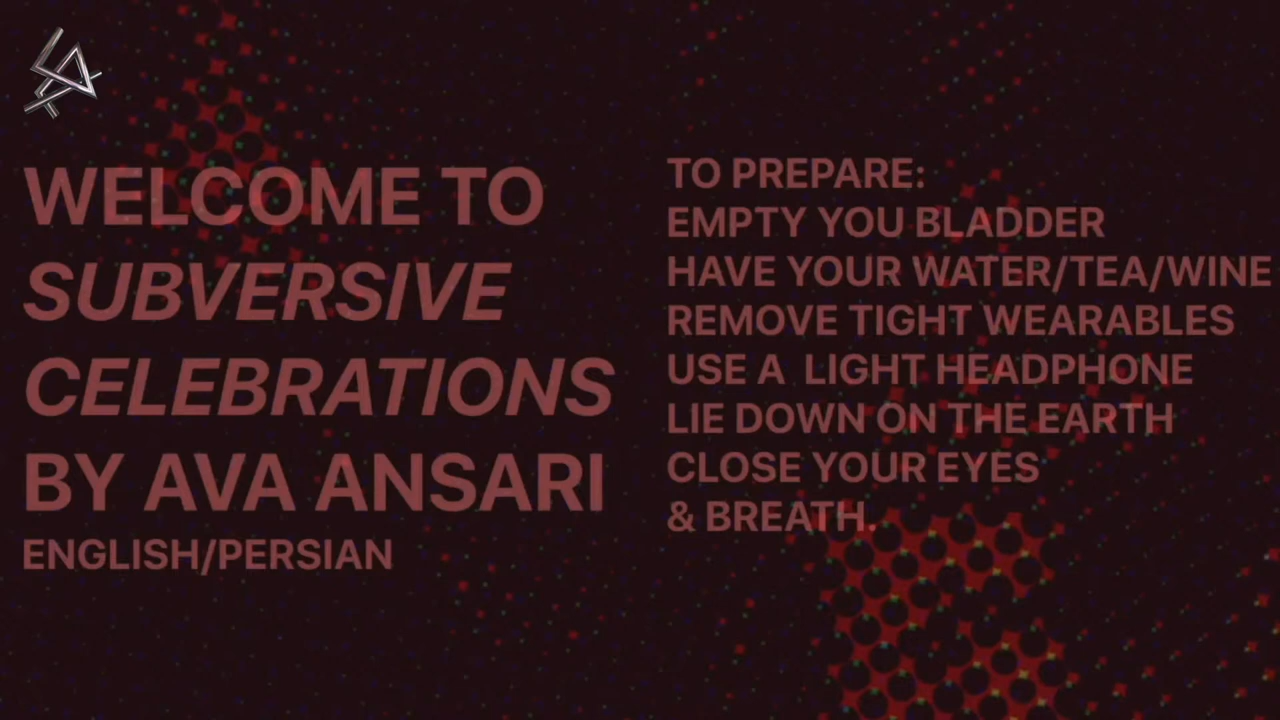 WELCOME TO
SUBVERSIVE
CELEBRATIONS
BY AVA ANSARI
ENGLISH/PERSIAN
TO PREPARE:
EMPTY YOU BLADDER
HAVE YOUR WATER/TEA/WINE
REMOVE TIGHT WEARABLES
USE A LIGHT HEADPHONE
LIE DOWN ON THE EARTH
CLOSE YOUR EYES
& BREATH.